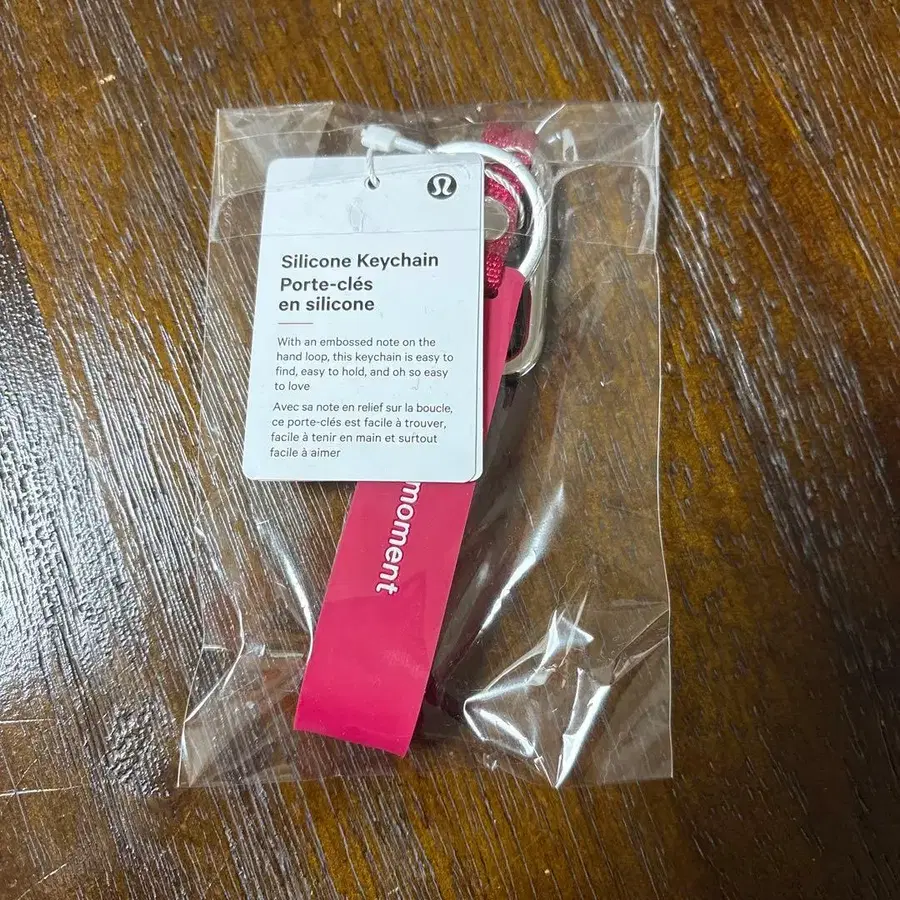 Silicone Keychain
Porte-clés
en silicone
With an embossed note on the
hand loop, this keychain is easy to
find, easy to hold, and oh so easy
to love
Avec sa note en relief sur la boucle,
ce porte-clés est facile à trouver,
facile à tenir en main et surtout
facile à aimer
moment